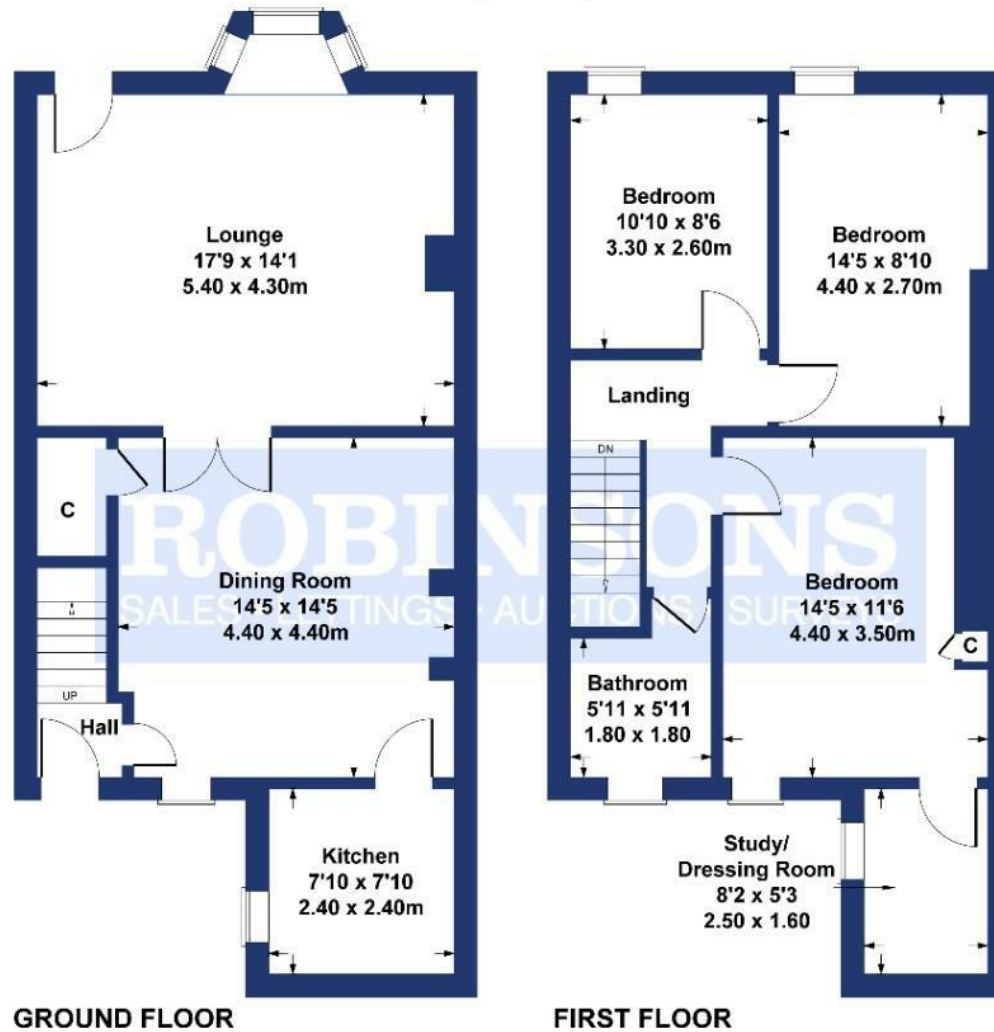 Lounge
17'9 x 14'1
5.40 x 4.30m
C
Dining Room
14'5 x 14'5
4.40 x 4.40m
UP
Hall
Kitchen
7'10 x 7'10
2.40 x 2.40m
GROUND FLOOR
Bedroom
10'10 x 8'6
3.30 x 2.60m
Bedroom
14'5 x 8'10
4.40 x 2.70m
Landing
DN
Bedroom
14'5 x 11'6
4.40 x 3.50m
C
Bathroom
5'11 x 5'11
1.80 x 1.80
Study/
Dressing Room
8'2 x 5'3
2.50 x 1.60
FIRST FLOOR
ROBINSONS
SALES · LETTINGS · AUCTIONS · SURVEYS